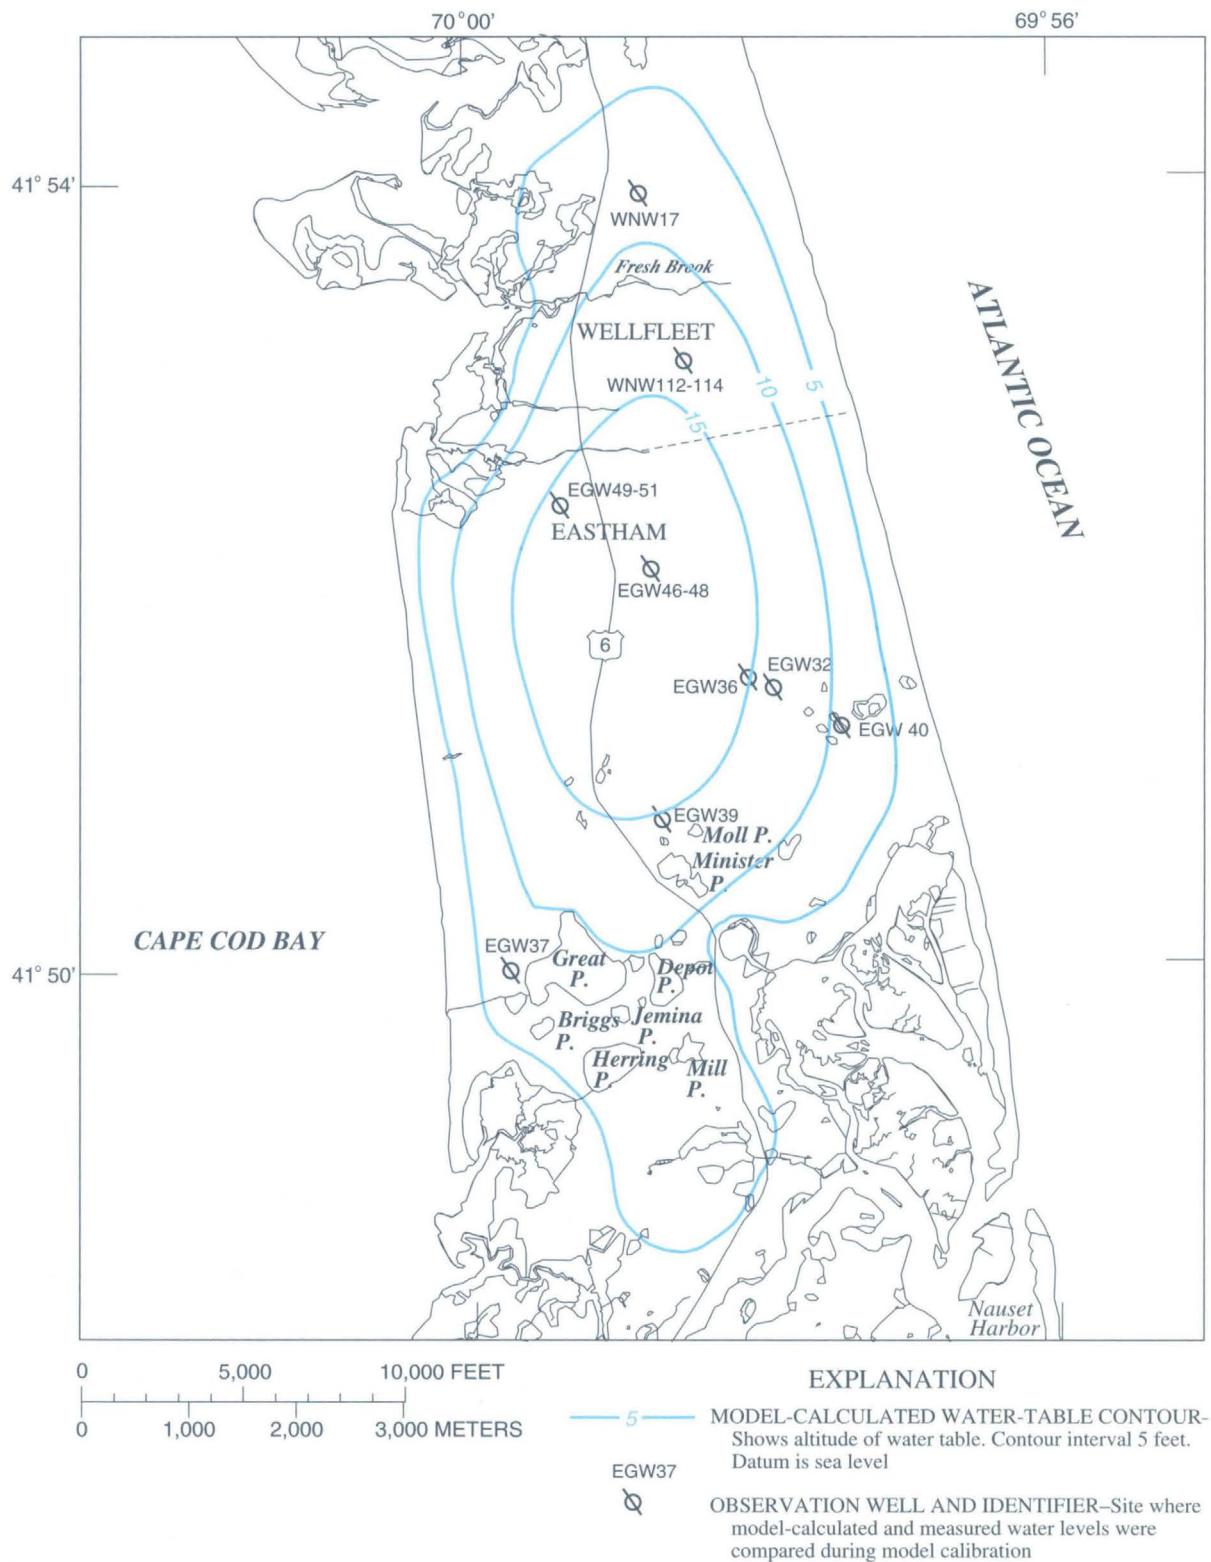 70°00'
69°56'
41°54'
WNW17
Fresh Brook
WELLFLEET
WNW112-114
ATLANTIC OCEAN
10
5
15
EGW49-51
EASTHAM
EGW46-48
6
EGW32
EGW36
EGW 40
EGW39
Moll P.
Minister
P.
CAPE COD BAY
EGW37
41°50'
Great
P.
Depot
P.
Briggs
P.
Jemina
P.
Herring
P.
Mill
P.
Nauset
Harbor
0 5,000 10,000 FEET
0 1,000 2,000 3,000 METERS
EXPLANATION
5
MODEL-CALCULATED WATER-TABLE CONTOUR-
Shows altitude of water table. Contour interval 5 feet.
Datum is sea level
EGW37
OBSERVATION WELL AND IDENTIFIER–Site where
model-calculated and measured water levels were
compared during model calibration